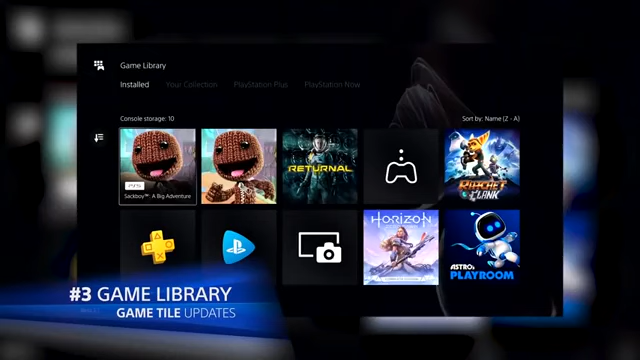 Game Library
Installed
Your Collection
PlayStation Plus
PlayStation Now
Console storage: 10
Sort by: Name (Z - A)
PS5
Sackboy™: A Big Adventure
RETURNAL
RATCHET CLANK
HORIZON
ASTRO's PLAYROOM
#3 GAME LIBRARY
GAME TILE UPDATES